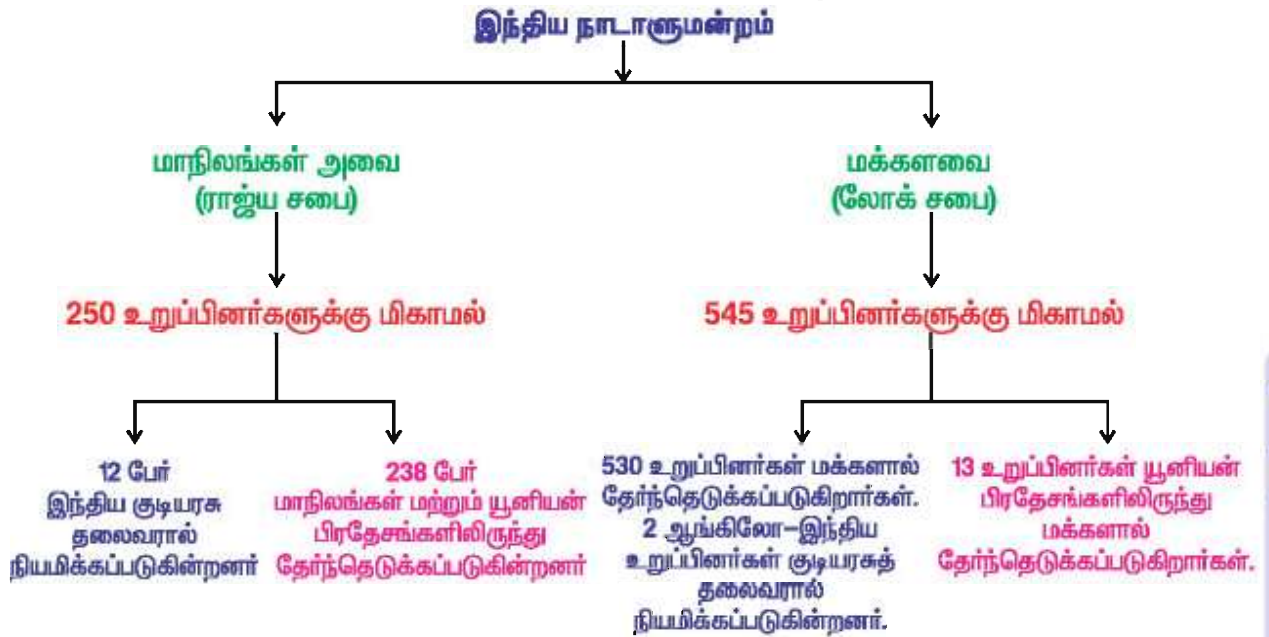 இந்திய நாடாளுமன்றம்
மாநிலங்கள் அவை
(ராஜ்ய சபை)
மக்களவை
(லோக் சபை)
250 உறுப்பினர்களுக்கு மிகாமல்
545 உறுப்பினர்களுக்கு மிகாமல்
12 பேர்
இந்திய குடியரசு
தலைவரால்
நியமிக்கப்படுகின்றனர்
238 பேர்
மாநிலங்கள் மற்றும் யூனியன்
பிரதேசங்களிலிருந்து
தேர்ந்தெடுக்கப்படுகின்றனர்
530 உறுப்பினர்கள் மக்களால்
தேர்ந்தெடுக்கப்படுகிறார்கள்.
2 ஆங்கிலோ–இந்திய
உறுப்பினர்கள் குடியரசுத்
தலைவரால்
நியமிக்கப்படுகின்றனர்.
13 உறுப்பினர்கள் யூனியன்
பிரதேசங்களிலிருந்து
மக்களால்
தேர்ந்தெடுக்கப்படுகிறார்கள்.